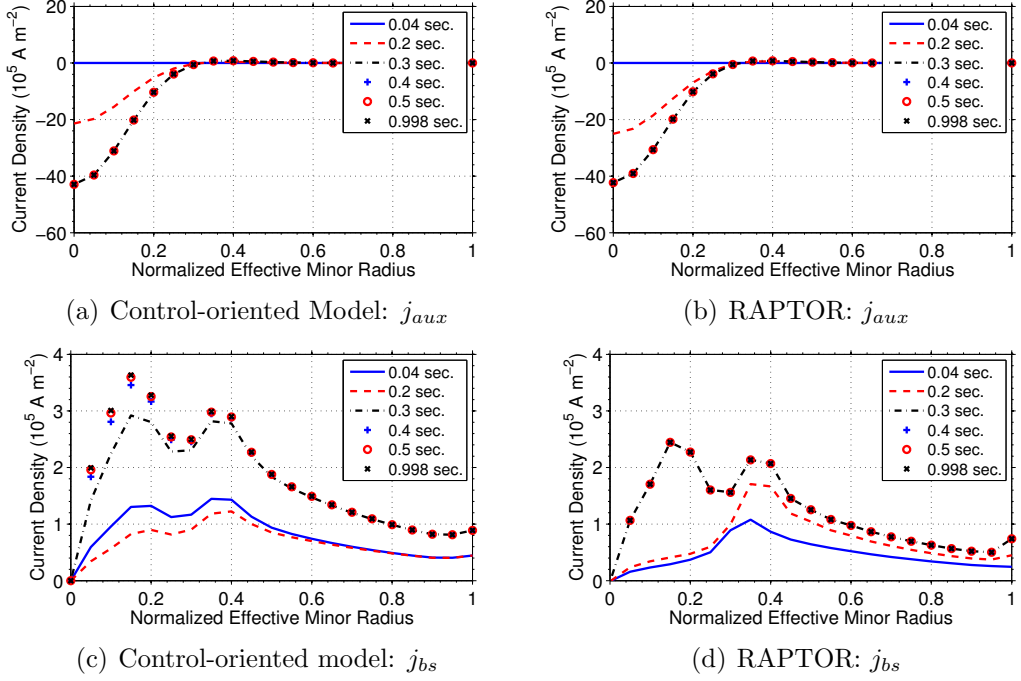 20
0
−20
−40
−60
0 0.2 0.4 0.6 0.8 1
Current Density (10⁵ A m⁻²)
Normalized Effective Minor Radius
0.04 sec.
0.2 sec.
0.3 sec.
0.4 sec.
0.5 sec.
0.998 sec.
(a) Control-oriented Model: j_aux
20
0
−20
−40
−60
0 0.2 0.4 0.6 0.8 1
Current Density (10⁵ A m⁻²)
Normalized Effective Minor Radius
0.04 sec.
0.2 sec.
0.3 sec.
0.4 sec.
0.5 sec.
0.998 sec.
(b) RAPTOR: j_aux
4
3
2
1
0
0 0.2 0.4 0.6 0.8 1
Current Density (10⁵ A m⁻²)
Normalized Effective Minor Radius
0.04 sec.
0.2 sec.
0.3 sec.
0.4 sec.
0.5 sec.
0.998 sec.
(c) Control-oriented model: j_bs
4
3
2
1
0
0 0.2 0.4 0.6 0.8 1
Current Density (10⁵ A m⁻²)
Normalized Effective Minor Radius
0.04 sec.
0.2 sec.
0.3 sec.
0.4 sec.
0.5 sec.
0.998 sec.
(d) RAPTOR: j_bs